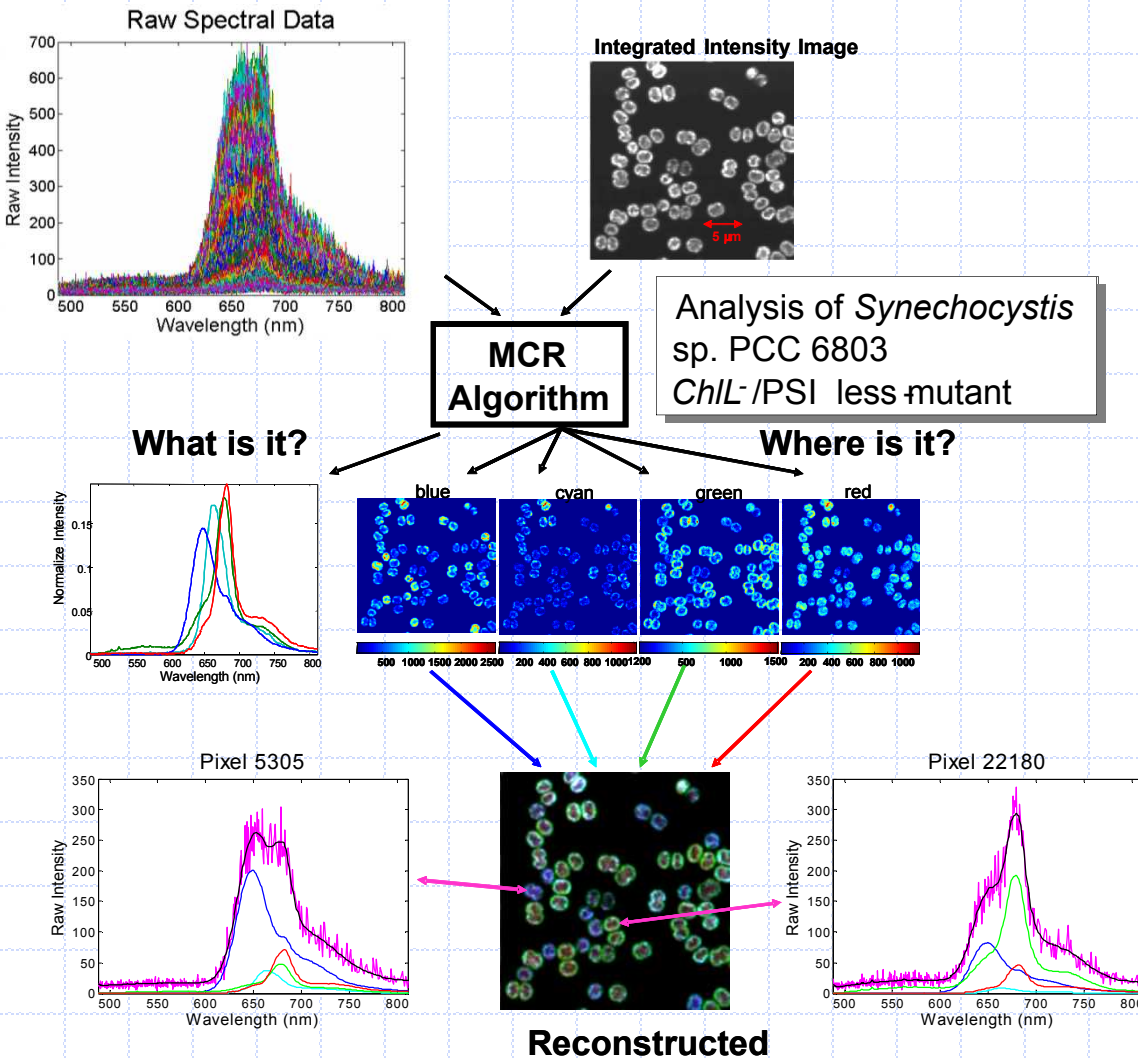 Raw Spectral Data
700
600
500
400
300
200
100
0
Raw Intensity
500 550 600 650 700 750 800
Wavelength (nm)
Integrated Intensity Image
5 µm
MCR
Algorithm
Analysis of Synechocystis
sp. PCC 6803
ChlL- /PSI less-mutant
What is it?
Where is it?
0.15
0.1
0.05
0
Normalize Intensity
500 550 600 650 700 750 800
Wavelength (nm)
blue cyan green red
500 1000 1500 2000 2500
200 400 600 800 1000 1200
500 1000 1500
200 400 600 800 1000
Pixel 5305
350
300
250
200
150
100
50
0
Raw Intensity
500 550 600 650 700 750 800
Wavelength (nm)
Pixel 22180
350
300
250
200
150
100
50
0
Raw Intensity
500 550 600 650 700 750 800
Wavelength (nm)
Reconstructed